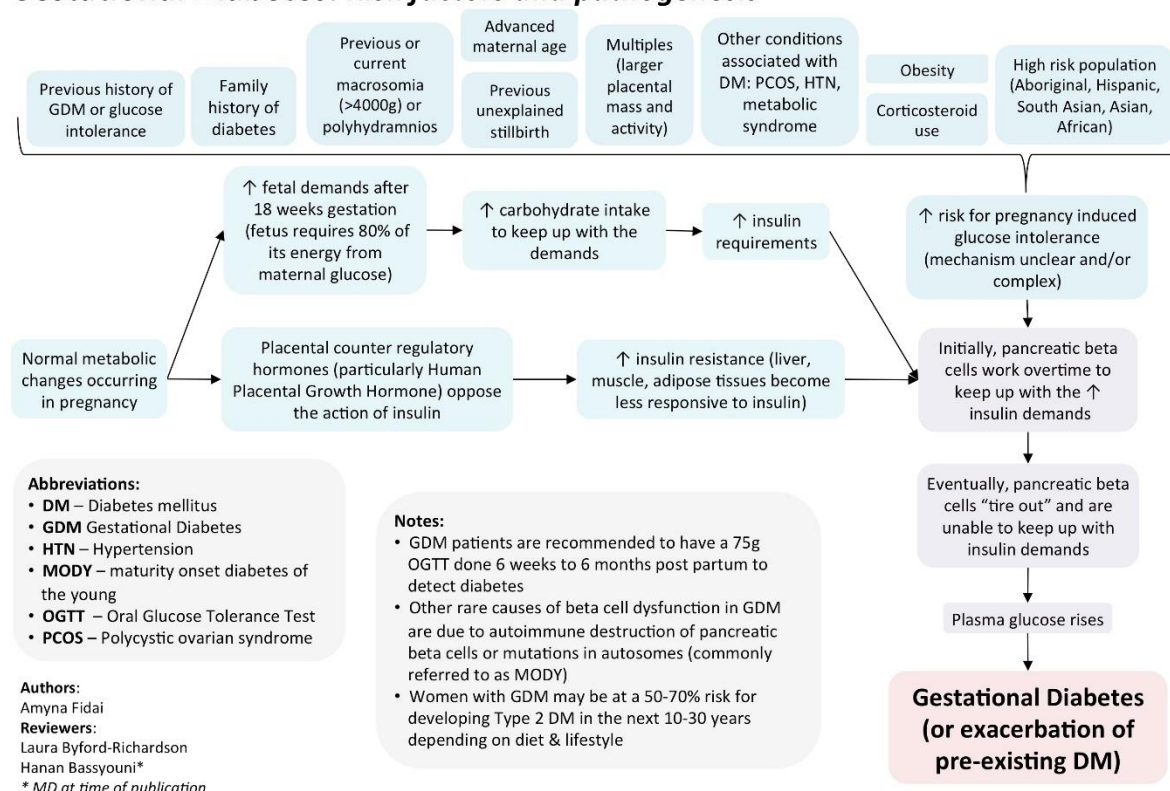 Previous history of
GDM or glucose
intolerance
Family
history of
diabetes
Previous or
current
macrosomia
(>4000g) or
polyhydramnios
Advanced
maternal age
Previous
unexplained
stillbirth
Multiples
(larger
placental
mass and
activity)
Other conditions
associated with
DM: PCOS, HTN,
metabolic
syndrome
Obesity
Corticosteroid
use
High risk population
(Aboriginal, Hispanic,
South Asian, Asian,
African)
↑ fetal demands after
18 weeks gestation
(fetus requires 80% of
its energy from
maternal glucose)
↑ carbohydrate intake
to keep up with the
demands
↑ insulin
requirements
↑ risk for pregnancy induced
glucose intolerance
(mechanism unclear and/or
complex)
Normal metabolic
changes occurring
in pregnancy
Placental counter regulatory
hormones (particularly Human
Placental Growth Hormone) oppose
the action of insulin
↑ insulin resistance (liver,
muscle, adipose tissues become
less responsive to insulin)
Initially, pancreatic beta
cells work overtime to
keep up with the ↑
insulin demands
Eventually, pancreatic beta
cells “tire out” and are
unable to keep up with
insulin demands
Plasma glucose rises
Gestational Diabetes
(or exacerbation of
pre-existing DM)
Abbreviations:
• DM – Diabetes mellitus
• GDM Gestational Diabetes
• HTN – Hypertension
• MODY – maturity onset diabetes of
the young
• OGTT – Oral Glucose Tolerance Test
• PCOS – Polycystic ovarian syndrome
Notes:
• GDM patients are recommended to have a 75g
OGTT done 6 weeks to 6 months post partum to
detect diabetes
• Other rare causes of beta cell dysfunction in GDM
are due to autoimmune destruction of pancreatic
beta cells or mutations in autosomes (commonly
referred to as MODY)
• Women with GDM may be at a 50-70% risk for
developing Type 2 DM in the next 10-30 years
depending on diet & lifestyle
Authors:
Amyna Fidai
Reviewers:
Laura Byford-Richardson
Hanan Bassyouni*
* MD at time of publication